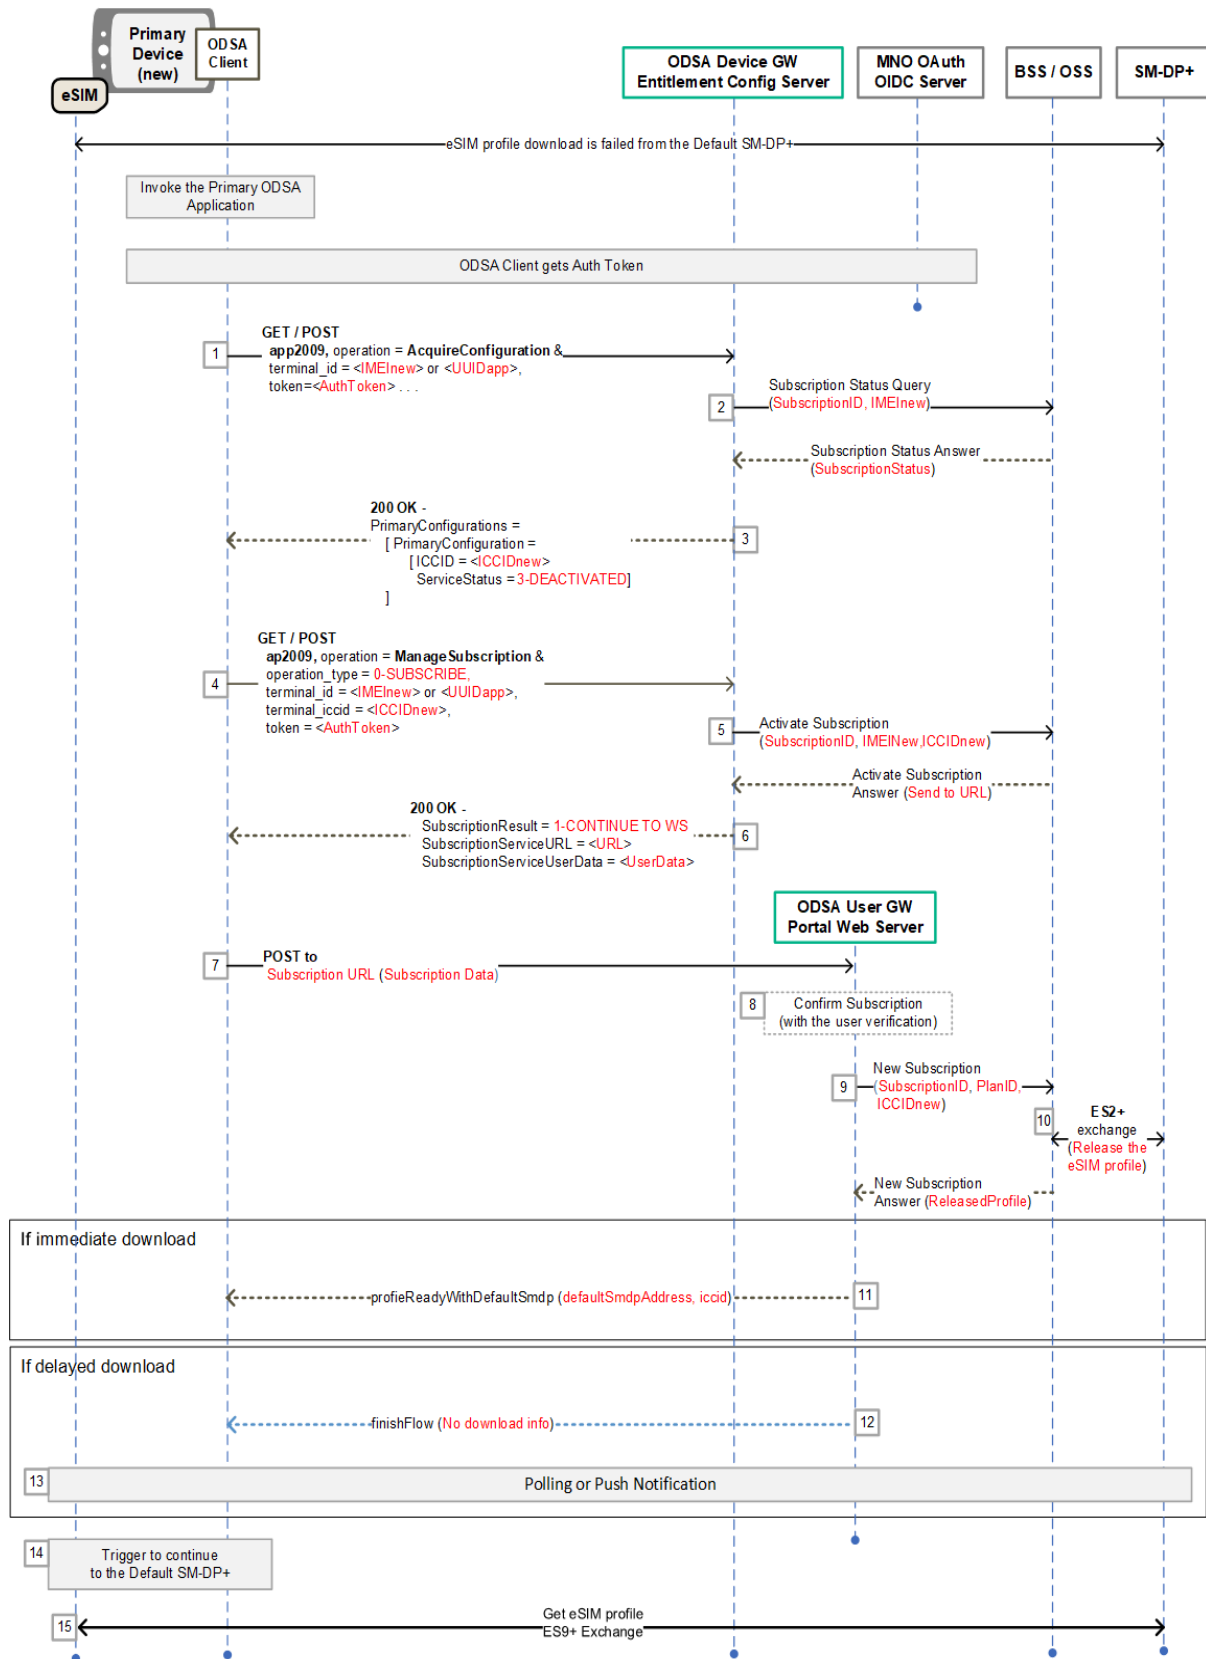 Primary
Device
(new)
ODSA
Client
eSIM
ODSA Device GW
Entitlement Config Server
MNO OAuth
OIDC Server
BSS / OSS
SM-DP+
eSIM profile download is failed from the Default SM-DP+
Invoke the Primary ODSA
Application
ODSA Client gets Auth Token
1
GET / POST
app2009, operation = AcquireConfiguration &
terminal_id = <IMEInew> or <UUIDapp>,
token=<AuthToken> . . .
2
Subscription Status Query
(SubscriptionID, IMEInew)
Subscription Status Answer
(SubscriptionStatus)
3
200 OK -
PrimaryConfigurations =
[ PrimaryConfiguration =
[ ICCID = <ICCIDnew>
ServiceStatus = 3-DEACTIVATED]
]
4
GET / POST
ap2009, operation = ManageSubscription &
operation_type = 0-SUBSCRIBE,
terminal_id = <IMEInew> or <UUIDapp>,
terminal_iccid = <ICCIDnew>,
token = <AuthToken>
5
Activate Subscription
(SubscriptionID, IMEINew,ICCIDnew)
Activate Subscription
Answer (Send to URL)
6
200 OK -
SubscriptionResult = 1-CONTINUE TO WS
SubscriptionServiceURL = <URL>
SubscriptionServiceUserData = <UserData>
ODSA User GW
Portal Web Server
7
POST to
Subscription URL (Subscription Data)
8
Confirm Subscription
(with the user verification)
9
New Subscription
(SubscriptionID, PlanID,
ICCIDnew)
10
ES2+
exchange
(Release the
eSIM profile)
New Subscription
Answer (ReleasedProfile)
If immediate download
profieReadyWithDefaultSmdp (defaultSmdpAddress, iccid)
11
If delayed download
finishFlow (No download info)
12
13
Polling or Push Notification
14
Trigger to continue
to the Default SM-DP+
15
Get eSIM profile
ES9+ Exchange